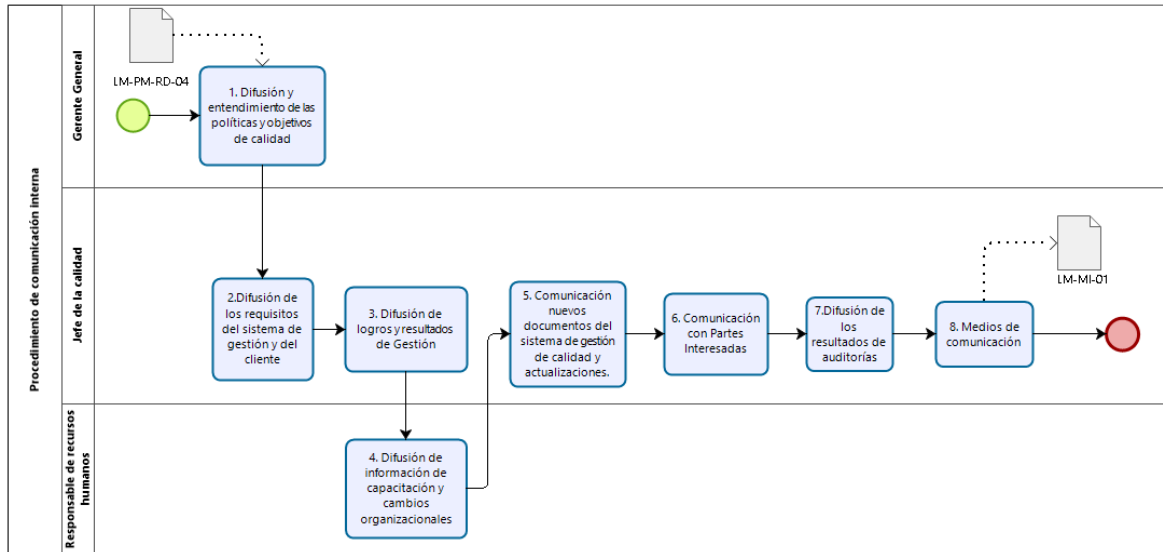 Procedimiento de comunicación interna
Gerente General
LM-PM-RD-04
1. Difusión y
entendimiento de las
políticas y objetivos
de calidad
Jefe de la calidad
2.Difusión de
los requisitos
del sistema de
gestión y del
cliente
3. Difusión de
logros y resultados
de Gestión
5. Comunicación
nuevos
documentos del
sistema de gestión
de calidad y
actualizaciones.
6. Comunicación
con Partes
Interesadas
7.Difusión de
los
resultados de
auditorías
8. Medios de
comunicación
LM-MI-01
Responsable de recursos
humanos
4. Difusión de
información de
capacitación y
cambios
organizacionales